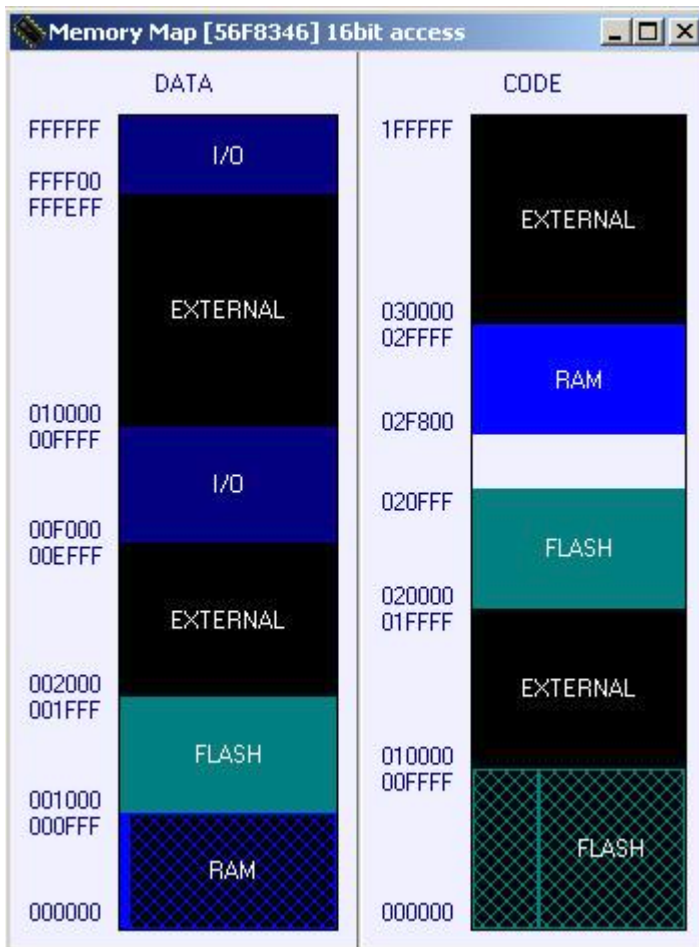 Memory Map [56F8346] 16bit access
DATA
FFFFFF
I/O
FFFF00
FFFEFF
EXTERNAL
010000
00FFFF
I/O
00F000
00EFFF
EXTERNAL
002000
001FFF
FLASH
001000
000FFF
RAM
000000
CODE
1FFFFF
EXTERNAL
030000
02FFFF
RAM
02F800
020FFF
FLASH
020000
01FFFF
EXTERNAL
010000
00FFFF
FLASH
000000